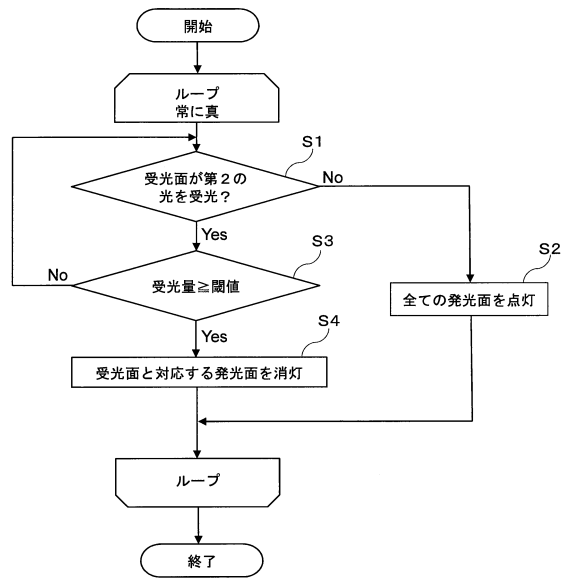 開始
ループ
常に真
S1
受光面が第2の
光を受光?
No
Yes
S3
受光量≧閾値
No
Yes
S2
全ての発光面を点灯
S4
受光面と対応する発光面を消灯
ループ
終了